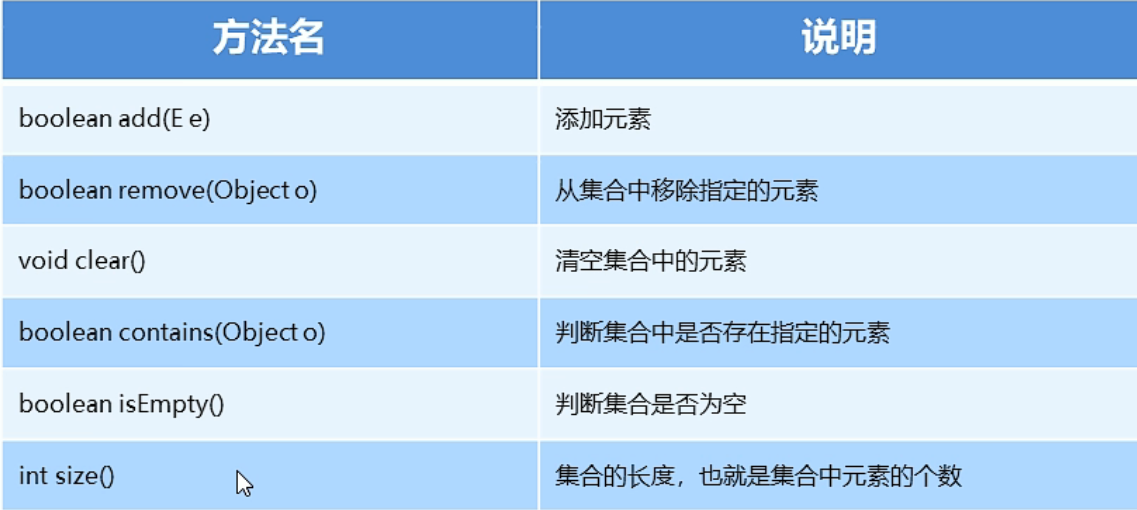 方法名 说明
boolean add(E e) 添加元素
boolean remove(Object o) 从集合中移除指定的元素
void clear() 清空集合中的元素
boolean contains(Object o) 判断集合中是否存在指定的元素
boolean isEmpty() 判断集合是否为空
int size() 集合的长度，也就是集合中元素的个数